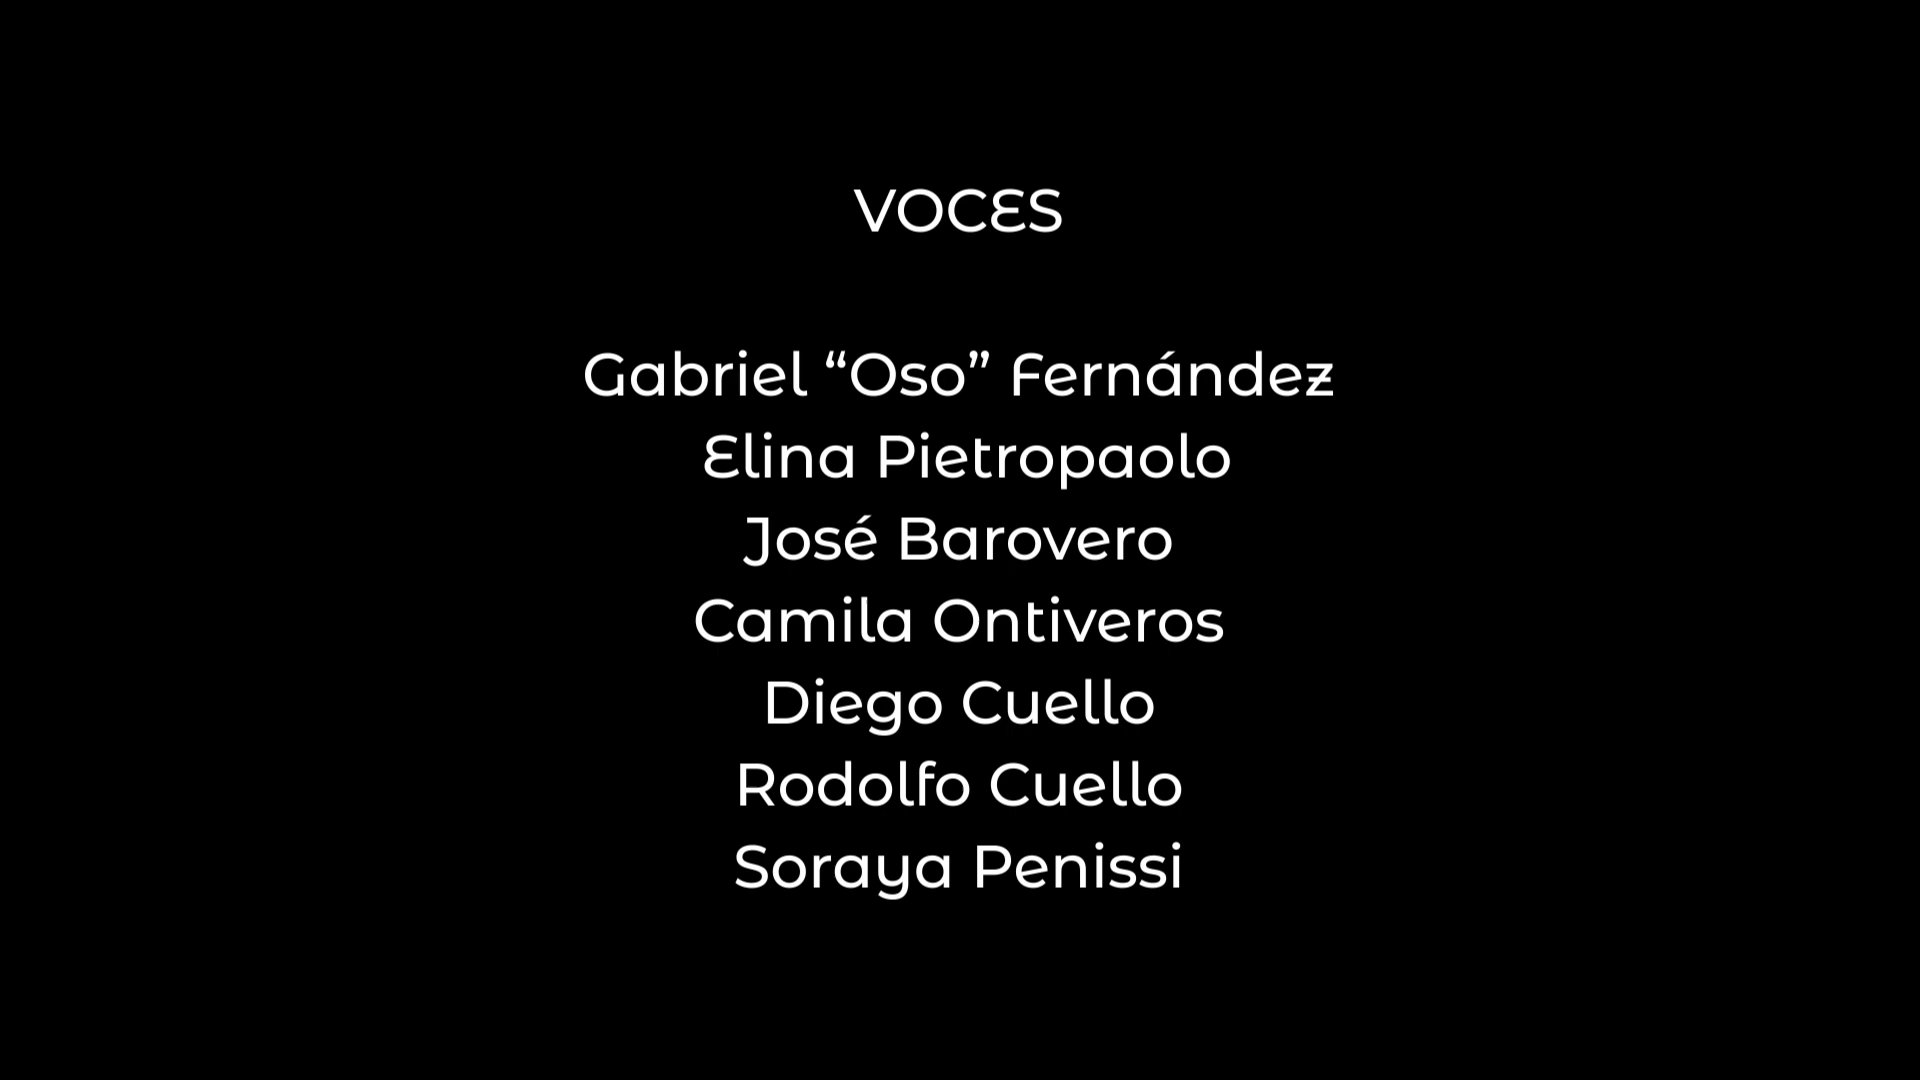 VOCES
Gabriel “Oso” Fernández
Elina Pietropaolo
José Barovero
Camila Ontiveros
Diego Cuello
Rodolfo Cuello
Soraya Penissi